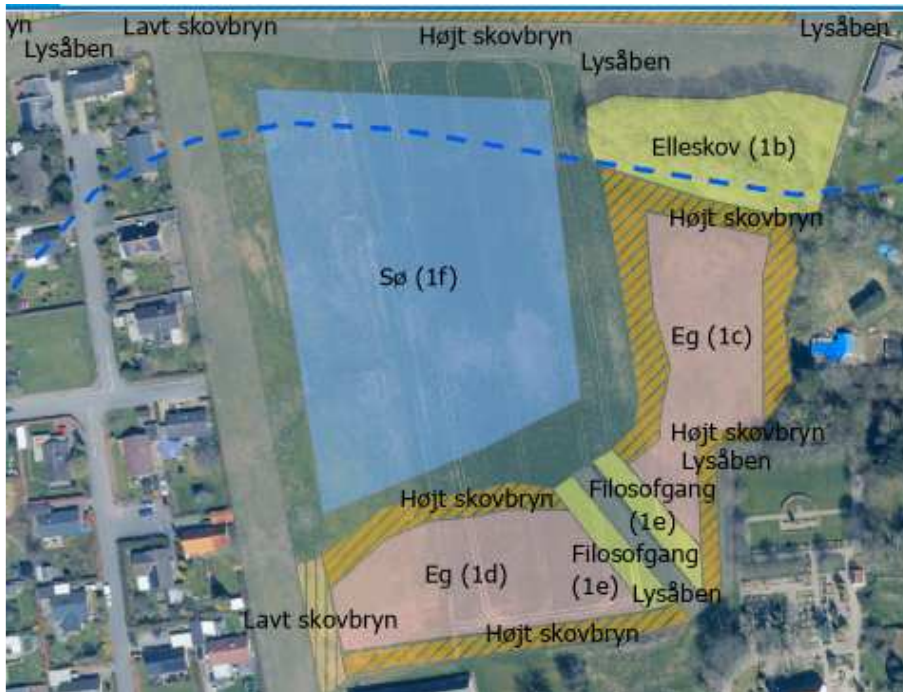 yn
Lavt skovbryn
Højt skovbryn
Lysåben
Lysåben
Lysåben
Elleskov (1b)
Højt skovbryn
Sø (1f)
Eg (1c)
Højt skovbryn
Lysåben
Højt skovbryn
Filosofgang
(1e)
Filosofgang
(1e)
Eg (1d)
Lysåben
Lavt skovbryn
Højt skovbryn